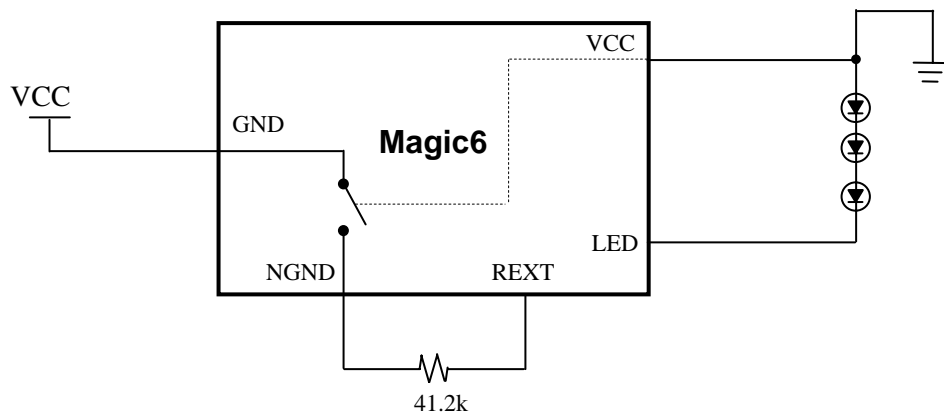 VCC
VCC
GND
Magic6
LED
NGND
REXT
41.2k